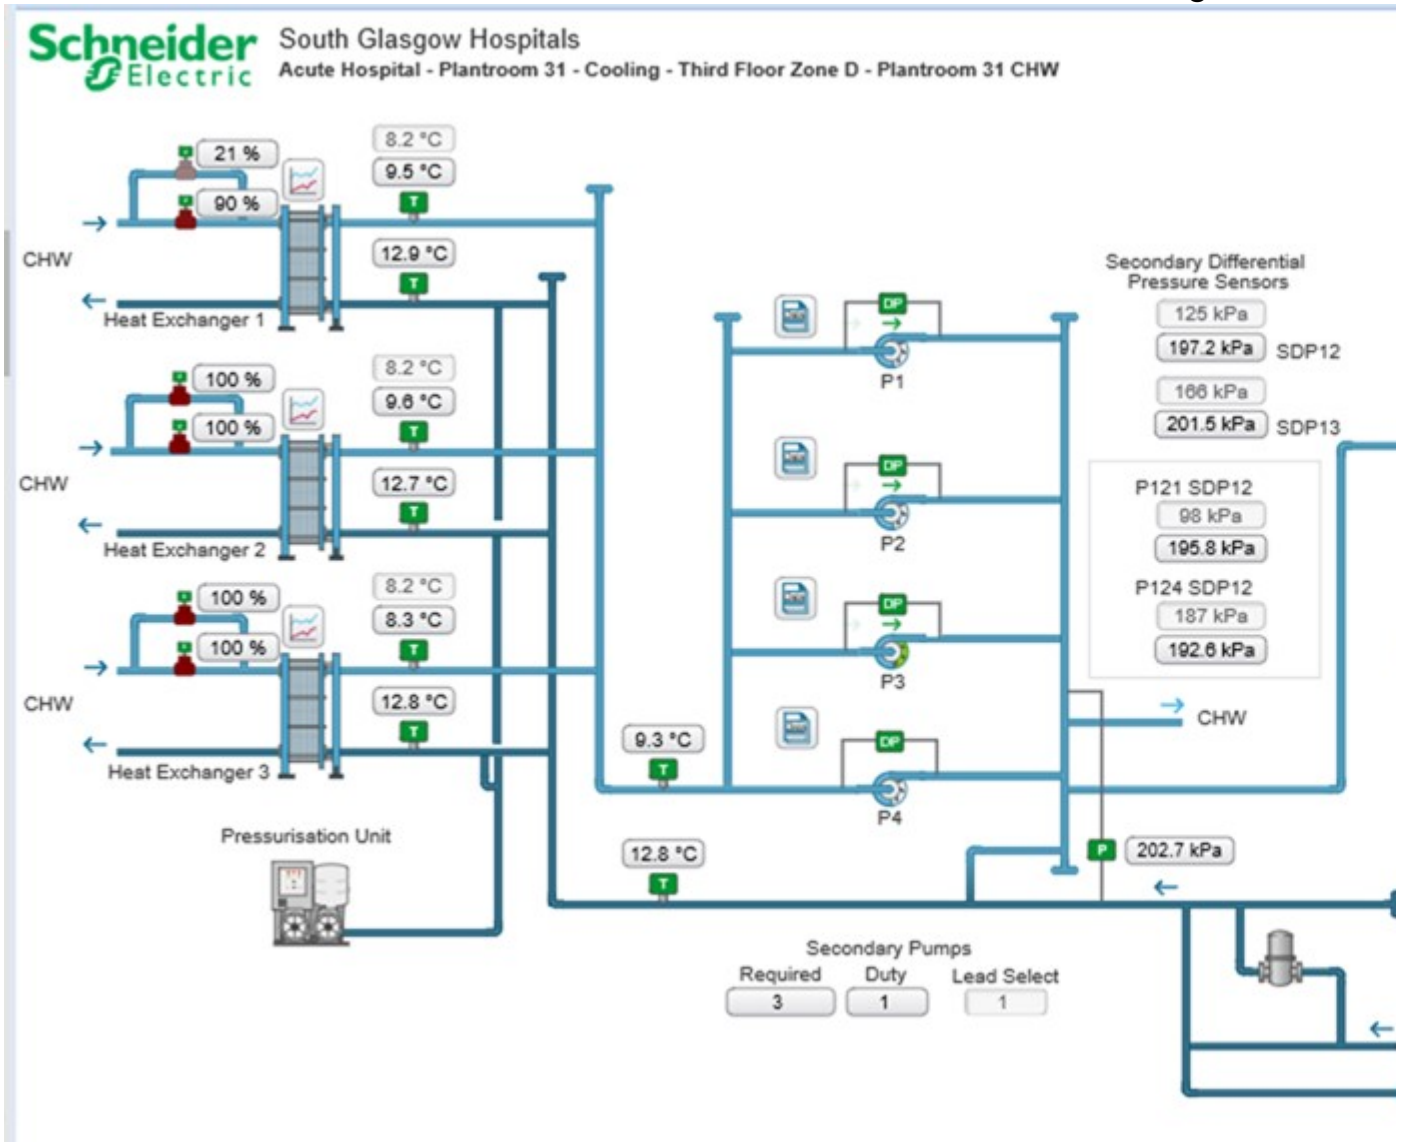 Schneider Electric
South Glasgow Hospitals
Acute Hospital - Plantroom 31 - Cooling - Third Floor Zone D - Plantroom 31 CHW
21 %
90 %
8.2 °C
9.5 °C
T
12.9 °C
T
CHW
Heat Exchanger 1
100 %
100 %
8.2 °C
9.6 °C
T
12.7 °C
T
CHW
Heat Exchanger 2
100 %
100 %
8.2 °C
8.3 °C
T
12.8 °C
T
CHW
Heat Exchanger 3
Pressurisation Unit
9.3 °C
T
12.8 °C
T
DP
P1
DP
P2
DP
P3
DP
P4
Secondary Differential
Pressure Sensors
125 kPa
197.2 kPa SDP12
166 kPa
201.5 kPa SDP13
P121 SDP12
98 kPa
195.8 kPa
P124 SDP12
187 kPa
192.6 kPa
CHW
P 202.7 kPa
Secondary Pumps
Required Duty Lead Select
3 1 1